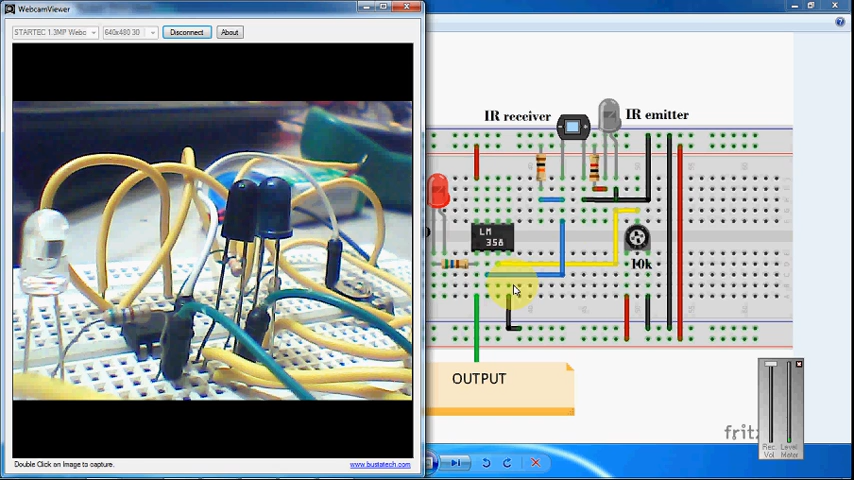 WebcamViewer
STARTEC 1.3MP Webc
640x480 30
Disconnect
About
IR receiver
IR emitter
LM
358
10k
OUTPUT
Rec.
Vol
Level
Meter
Double Click on Image to capture.
www.bustatech.com